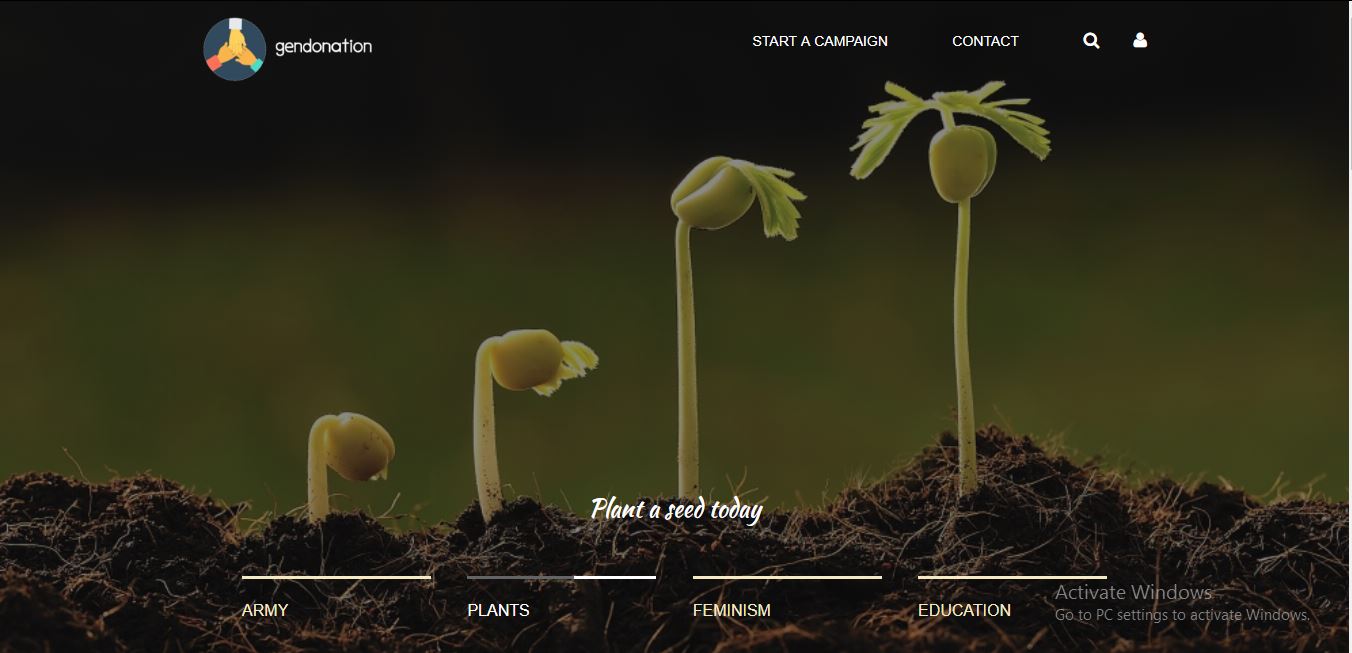 gendonation
START A CAMPAIGN
CONTACT
Plant a seed today
ARMY
PLANTS
FEMINISM
EDUCATION
Activate Windows
Go to PC settings to activate Windows.